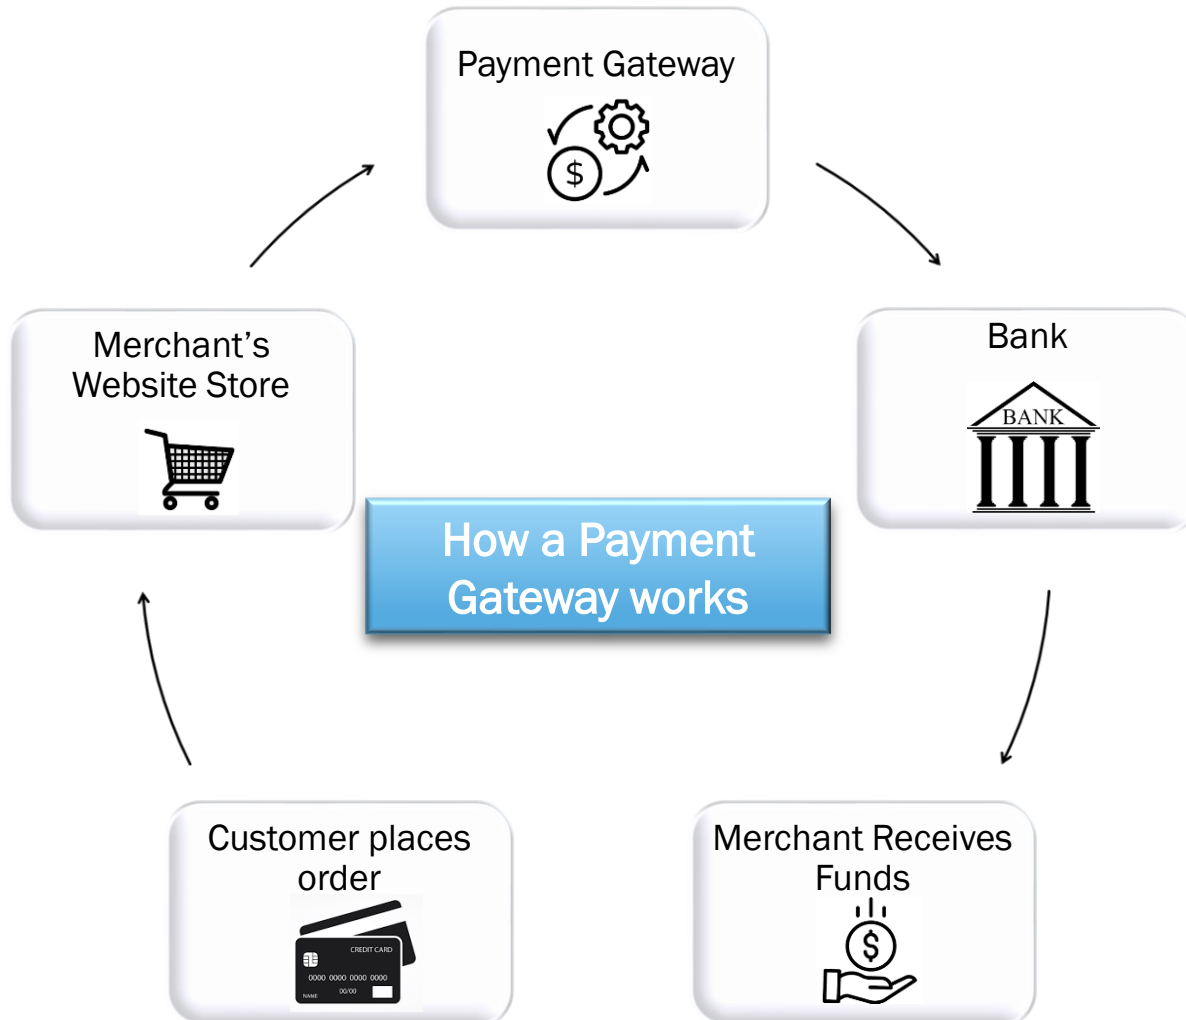 Payment Gateway
$
Merchant’s
Website Store
Bank
BANK
How a Payment
Gateway works
Customer places
order
CREDIT CARD
0000 0000 0000 0000
00/00
NAME
Merchant Receives
Funds
$